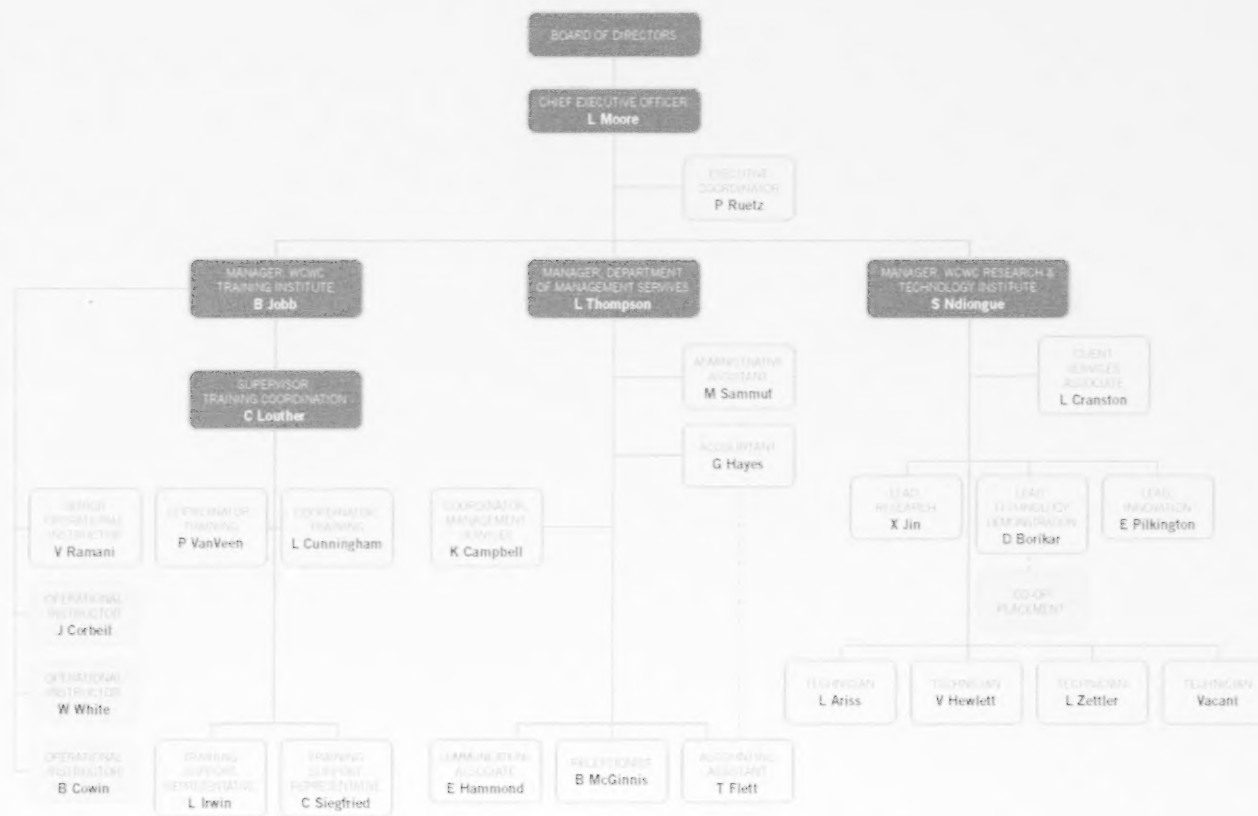 BOARD OF DIRECTORS
CHIEF EXECUTIVE OFFICER
L Moore
EXECUTIVE
COORDINATOR
P Ruetz
MANAGER, WCWC
TRAINING INSTITUTE
B Jobb
MANAGER, DEPARTMENT
OF MANAGEMENT SERVIVES
L Thompson
MANAGER, WCWC RESEARCH &
TECHNOLOGY INSTITUTE
S Ndiongue
SUPERVISOR
TRAINING COORDINATION
C Louther
ADMINISTRATIVE
ASSISTANT
M Sammut
CLIENT
SERVICES
ASSOCIATE
L Cranston
ACCOUNTANT
G Hayes
SENIOR
OPERATIONAL
INSTRUCTOR
V Ramani
COORDINATOR,
TRAINING
P VanVeen
COORDINATOR,
TRAINING
L Cunningham
COORDINATOR,
MANAGEMENT
SERVICES
K Campbell
LEAD,
RESEARCH
X Jin
LEAD,
TECHNOLOGY
DEMONSTRATION
D Borikar
LEAD,
INNOVATION
E Pilkington
CO-OP
PLACEMENT
OPERATIONAL
INSTRUCTOR
J Corbeil
OPERATIONAL
INSTRUCTOR
W White
TECHNICIAN
L Ariss
TECHNICIAN
V Hewlett
TECHNICIAN
L Zettler
TECHNICIAN
Vacant
OPERATIONAL
INSTRUCTOR
B Cowin
TRAINING
SUPPORT
REPRESENTATIVE
L Irwin
TRAINING
SUPPORT
REPRESENTATIVE
C Siegfried
COMMUNICATIONS
ASSOCIATE
E Hammond
RECEPTIONIST
B McGinnis
ACCOUNTING
ASSISTANT
T Flett